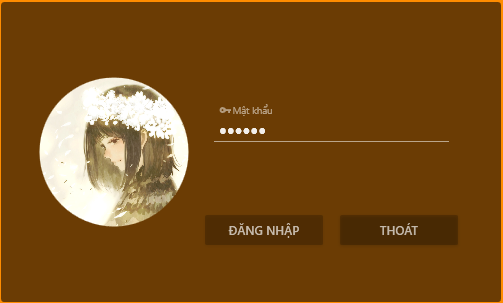 Mật khẩu
••••••
ĐĂNG NHẬP
THOÁT